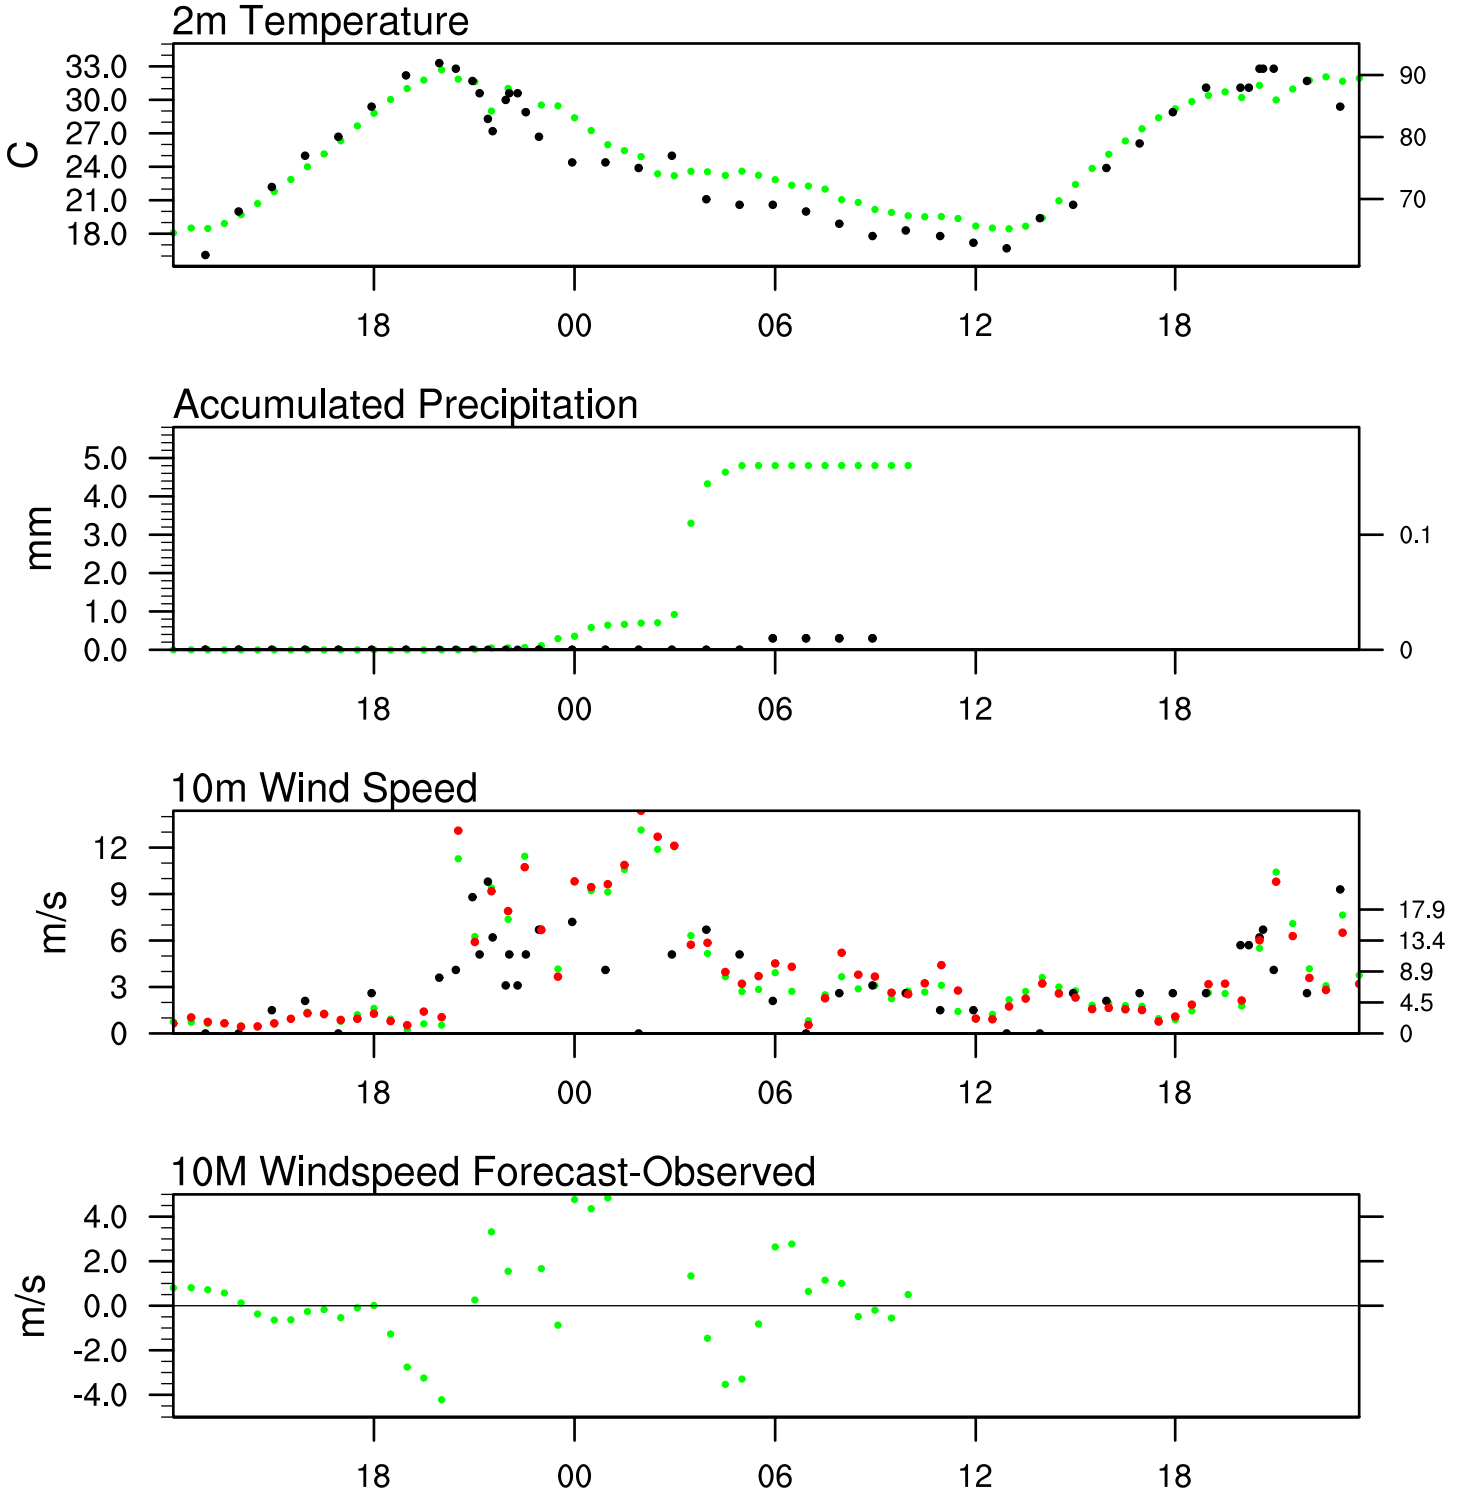 2m Temperature
33.0
30.0
27.0
24.0
21.0
18.0
C
90
80
70
18 00 06 12 18
Accumulated Precipitation
5.0
4.0
3.0
2.0
1.0
0.0
mm
0.1
0
18 00 06 12 18
10m Wind Speed
12
9
6
3
0
m/s
17.9
13.4
8.9
4.5
0
18 00 06 12 18
10M Windspeed Forecast-Observed
4.0
2.0
0.0
-2.0
-4.0
m/s
18 00 06 12 18